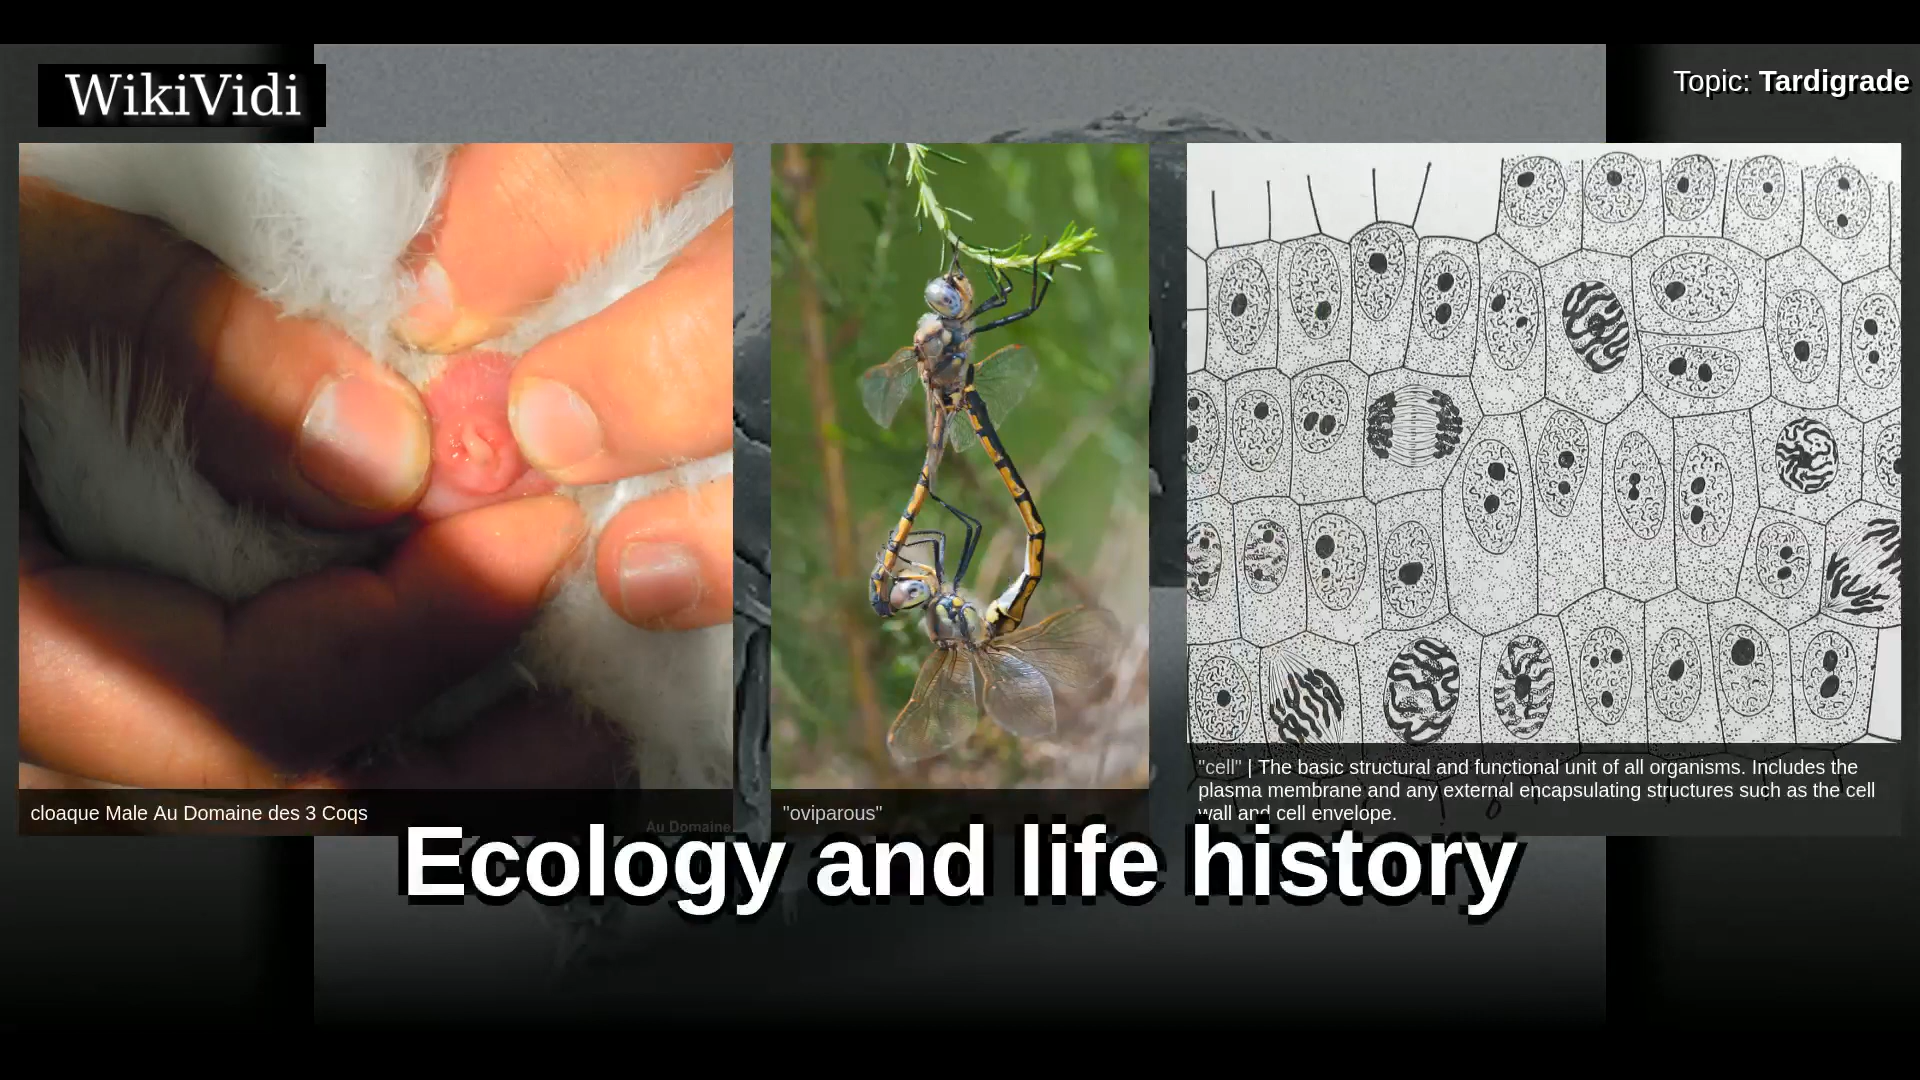 WikiVidi
Topic: Tardigrade
cloaque Male Au Domaine des 3 Coqs
Au Domaine
"oviparous"
"cell" | The basic structural and functional unit of all organisms. Includes the
plasma membrane and any external encapsulating structures such as the cell
wall and cell envelope.
Ecology and life history